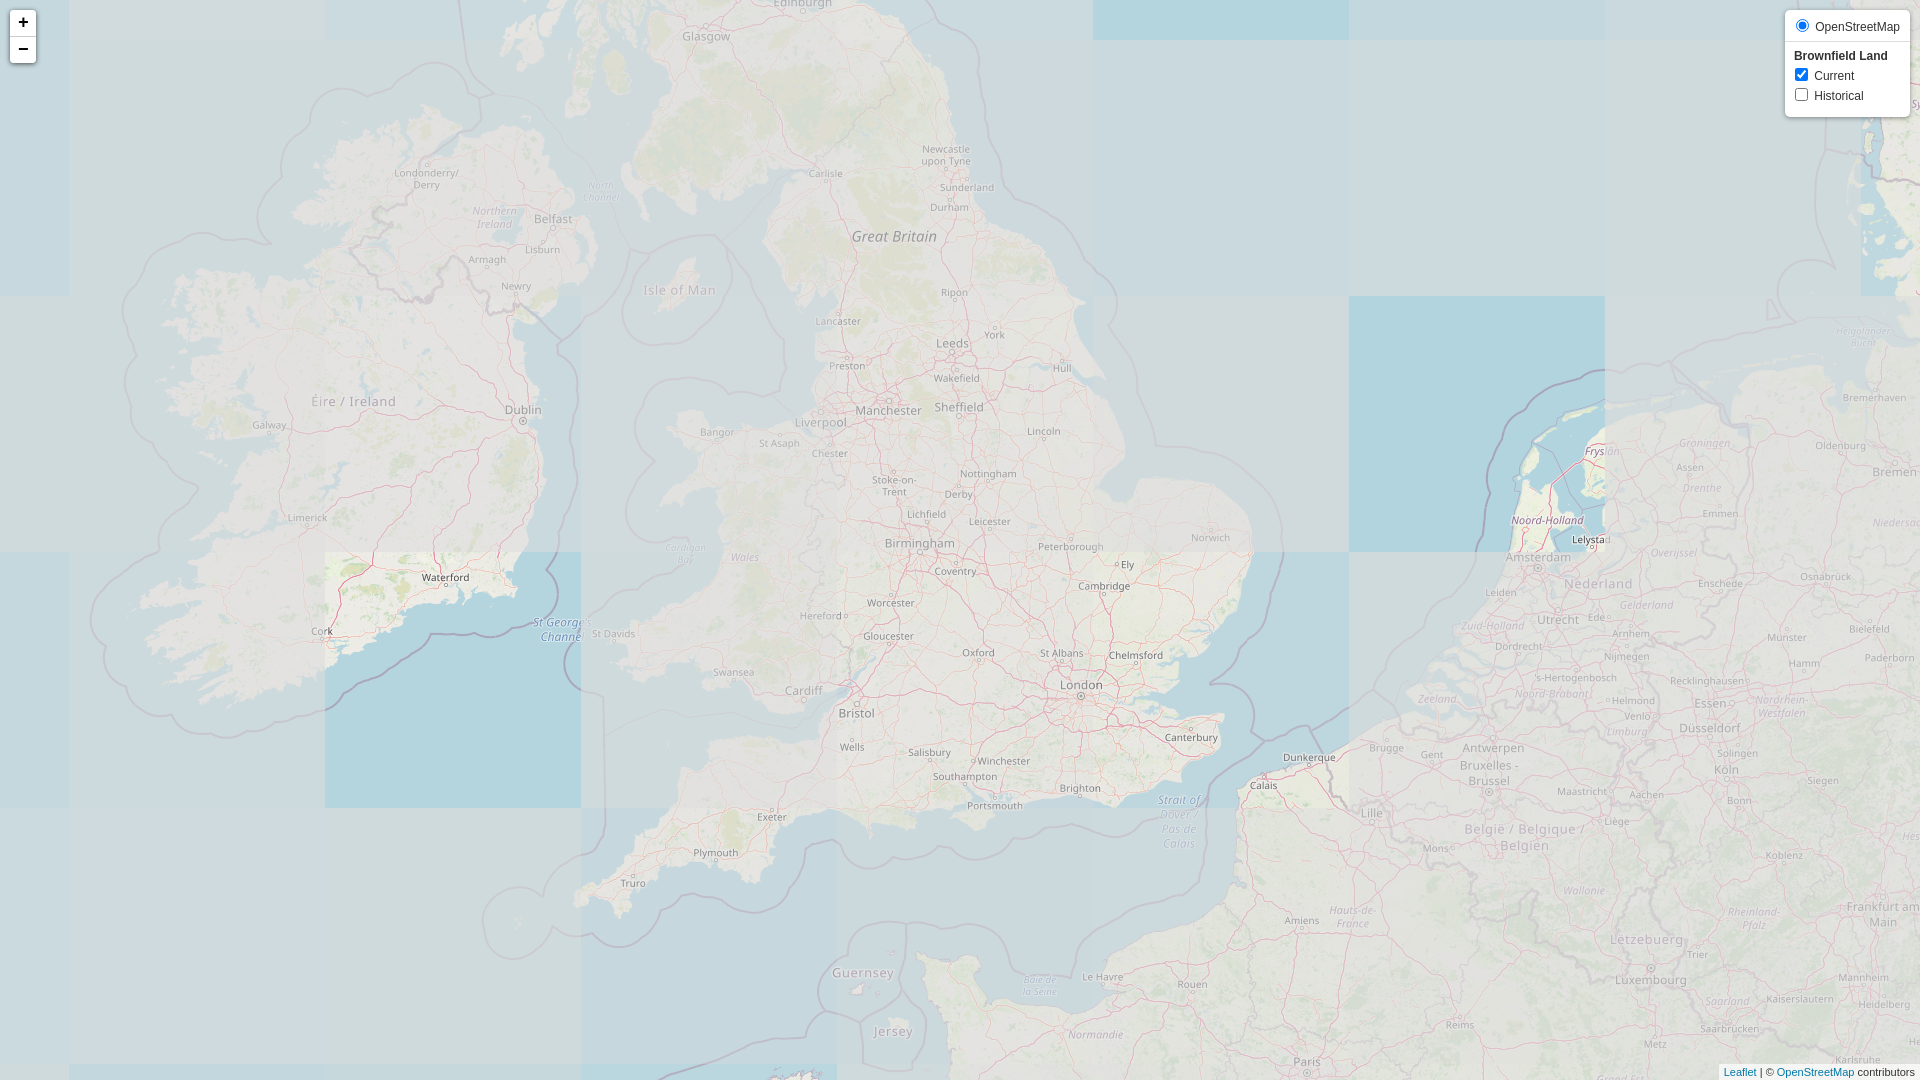 +
−
OpenStreetMap
Brownfield Land
Current
Historical
Edinburgh
Glasgow
Newcastle
upon Tyne
Carlisle
Sunderland
Durham
Londonderry/
Derry
North
Channel
Northern
Ireland
Belfast
Lisburn
Armagh
Newry
Great Britain
Isle of Man
Ripon
Lancaster
York
Leeds
Preston
Hull
Wakefield
Éire / Ireland
Dublin
Galway
Manchester
Sheffield
Liverpool
Bangor
St Asaph
Chester
Lincoln
Stoke-on-
Trent
Nottingham
Derby
Limerick
Lichfield
Leicester
Birmingham
Peterborough
Norwich
Cardigan
Bay
Wales
Coventry
Ely
Cambridge
Waterford
Worcester
Hereford
Cork
St George's
Channel
St Davids
Gloucester
Oxford
St Albans
Chelmsford
Swansea
Cardiff
London
Bristol
Canterbury
Wells
Salisbury
Winchester
Southampton
Brighton
Portsmouth
Exeter
Plymouth
Truro
Dunkerque
Calais
Strait of
Dover /
Pas de
Calais
Lille
Guernsey
Jersey
Baie de
la Seine
Le Havre
Rouen
Amiens
Hauts-de-
France
Normandie
Paris
Reims
Metz
Helgoländer
Bucht
Bremerhaven
Groningen
Fryslân
Assen
Oldenburg
Bremen
Drenthe
Emmen
Noord-Holland
Lelystad
Amsterdam
Overijssel
Nederland
Enschede
Osnabrück
Leiden
Gelderland
Utrecht
Ede
Zuid-Holland
Arnhem
Münster
Bielefeld
Dordrecht
Nijmegen
Hamm
Paderborn
's-Hertogenbosch
Recklinghausen
Zeeland
Noord-Brabant
Helmond
Essen
Nordrhein-
Westfalen
Venlo
Düsseldorf
Limburg
Brugge
Gent
Antwerpen
Solingen
Bruxelles -
Brussel
Köln
Siegen
Maastricht
Aachen
Bonn
Liège
België / Belgique /
Belgien
Mons
Koblenz
Wallonie
Rheinland-
Pfalz
Frankfurt am
Main
Letzebuerg
Trier
Luxembourg
Mannheim
Saarland
Kaiserslautern
Heidelberg
Saarbrücken
Karlsruhe
Grand Est
Leaflet | © OpenStreetMap contributors